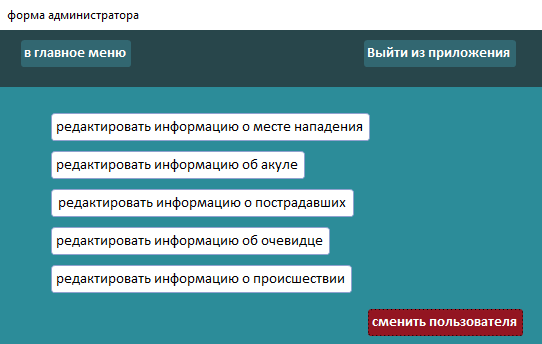 форма администратора
в главное меню
Выйти из приложения
редактировать информацию о месте нападения
редактировать информацию об акуле
редактировать информацию о пострадавших
редактировать информацию об очевидце
редактировать информацию о происшествии
сменить пользователя